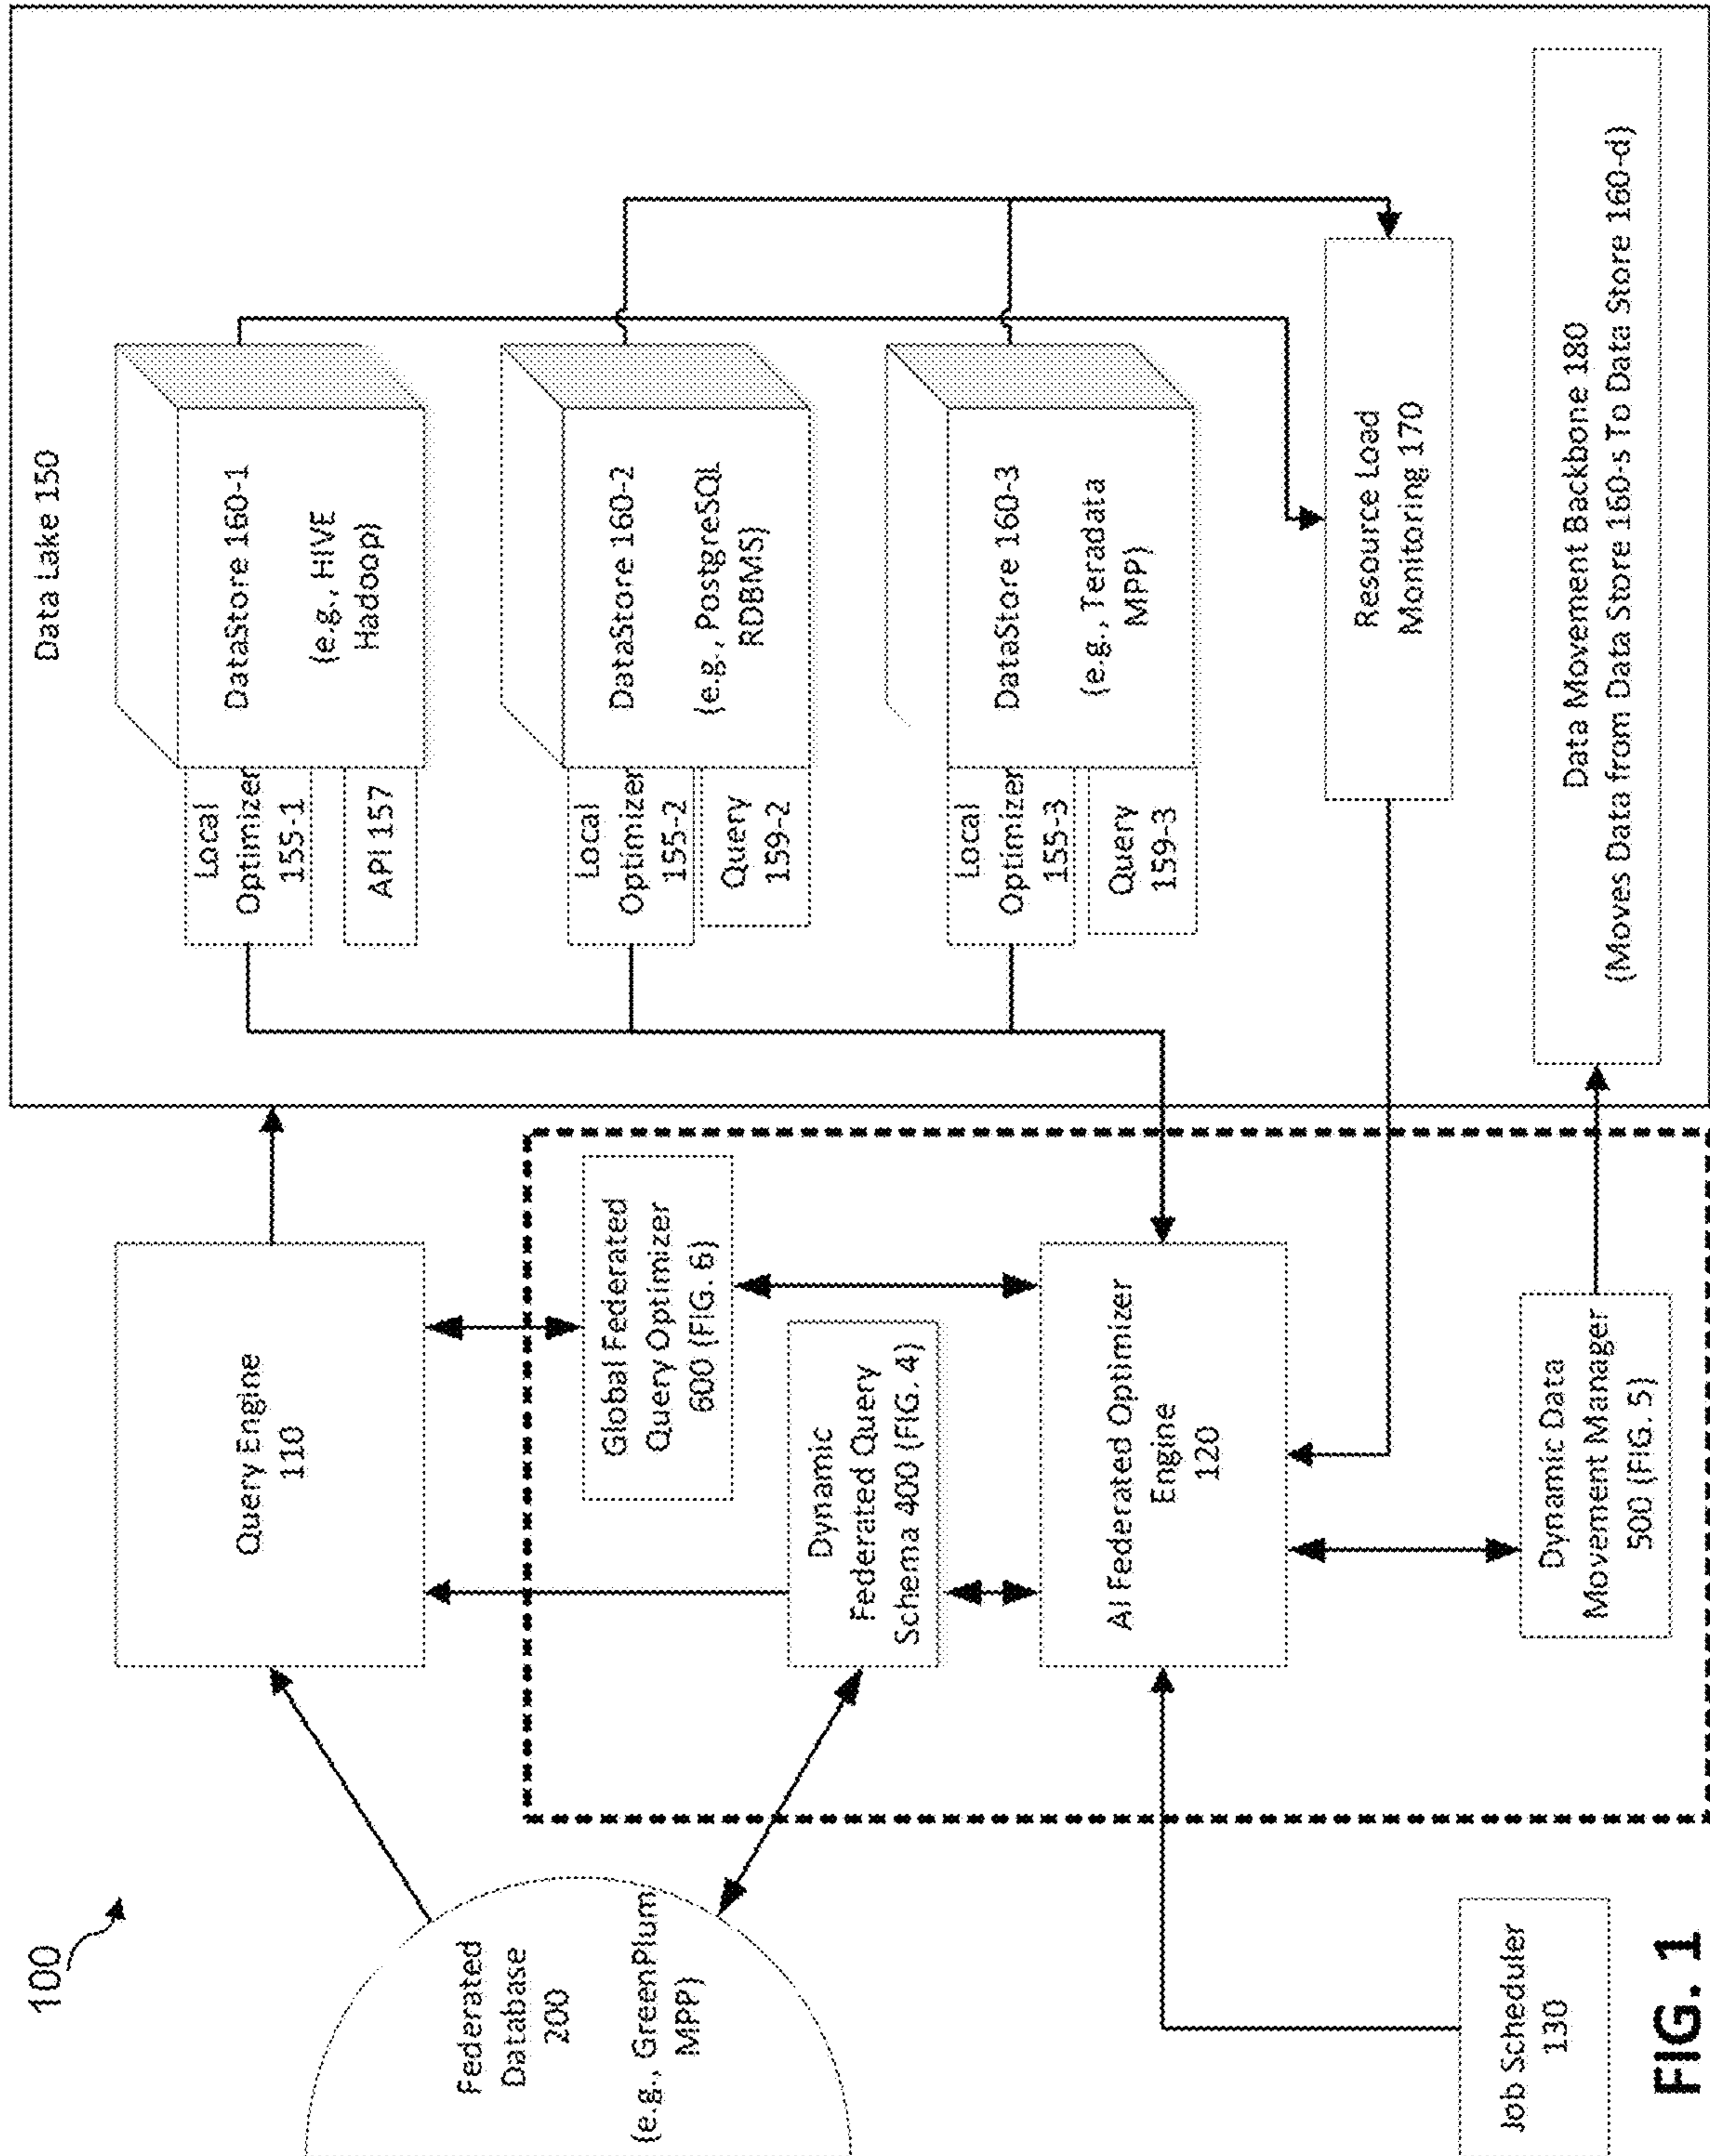 100
Federated
Database
200
(e.g., GreenPlum
MPP)
Job Scheduler
130
Query Engine
110
Global Federated
Query Optimizer
600 (FIG. 6)
Dynamic
Federated Query
Schema 400 (FIG. 4)
AI Federated Optimizer
Engine
120
Dynamic Data
Movement Manager
500 (FIG. 5)
Data Lake 150
Local
Optimizer
155-1
API 157
DataStore 160-1
(e.g., HIVE
Hadoop)
Local
Optimizer
155-2
Query
159-2
DataStore 160-2
(e.g., PostgreSQL
RDBMS)
Local
Optimizer
155-3
Query
159-3
DataStore 160-3
(e.g., Teradata
MPP)
Resource Load
Monitoring 170
Data Movement Backbone 180
(Moves Data from Data Store 160-s To Data Store 160-d)
FIG. 1